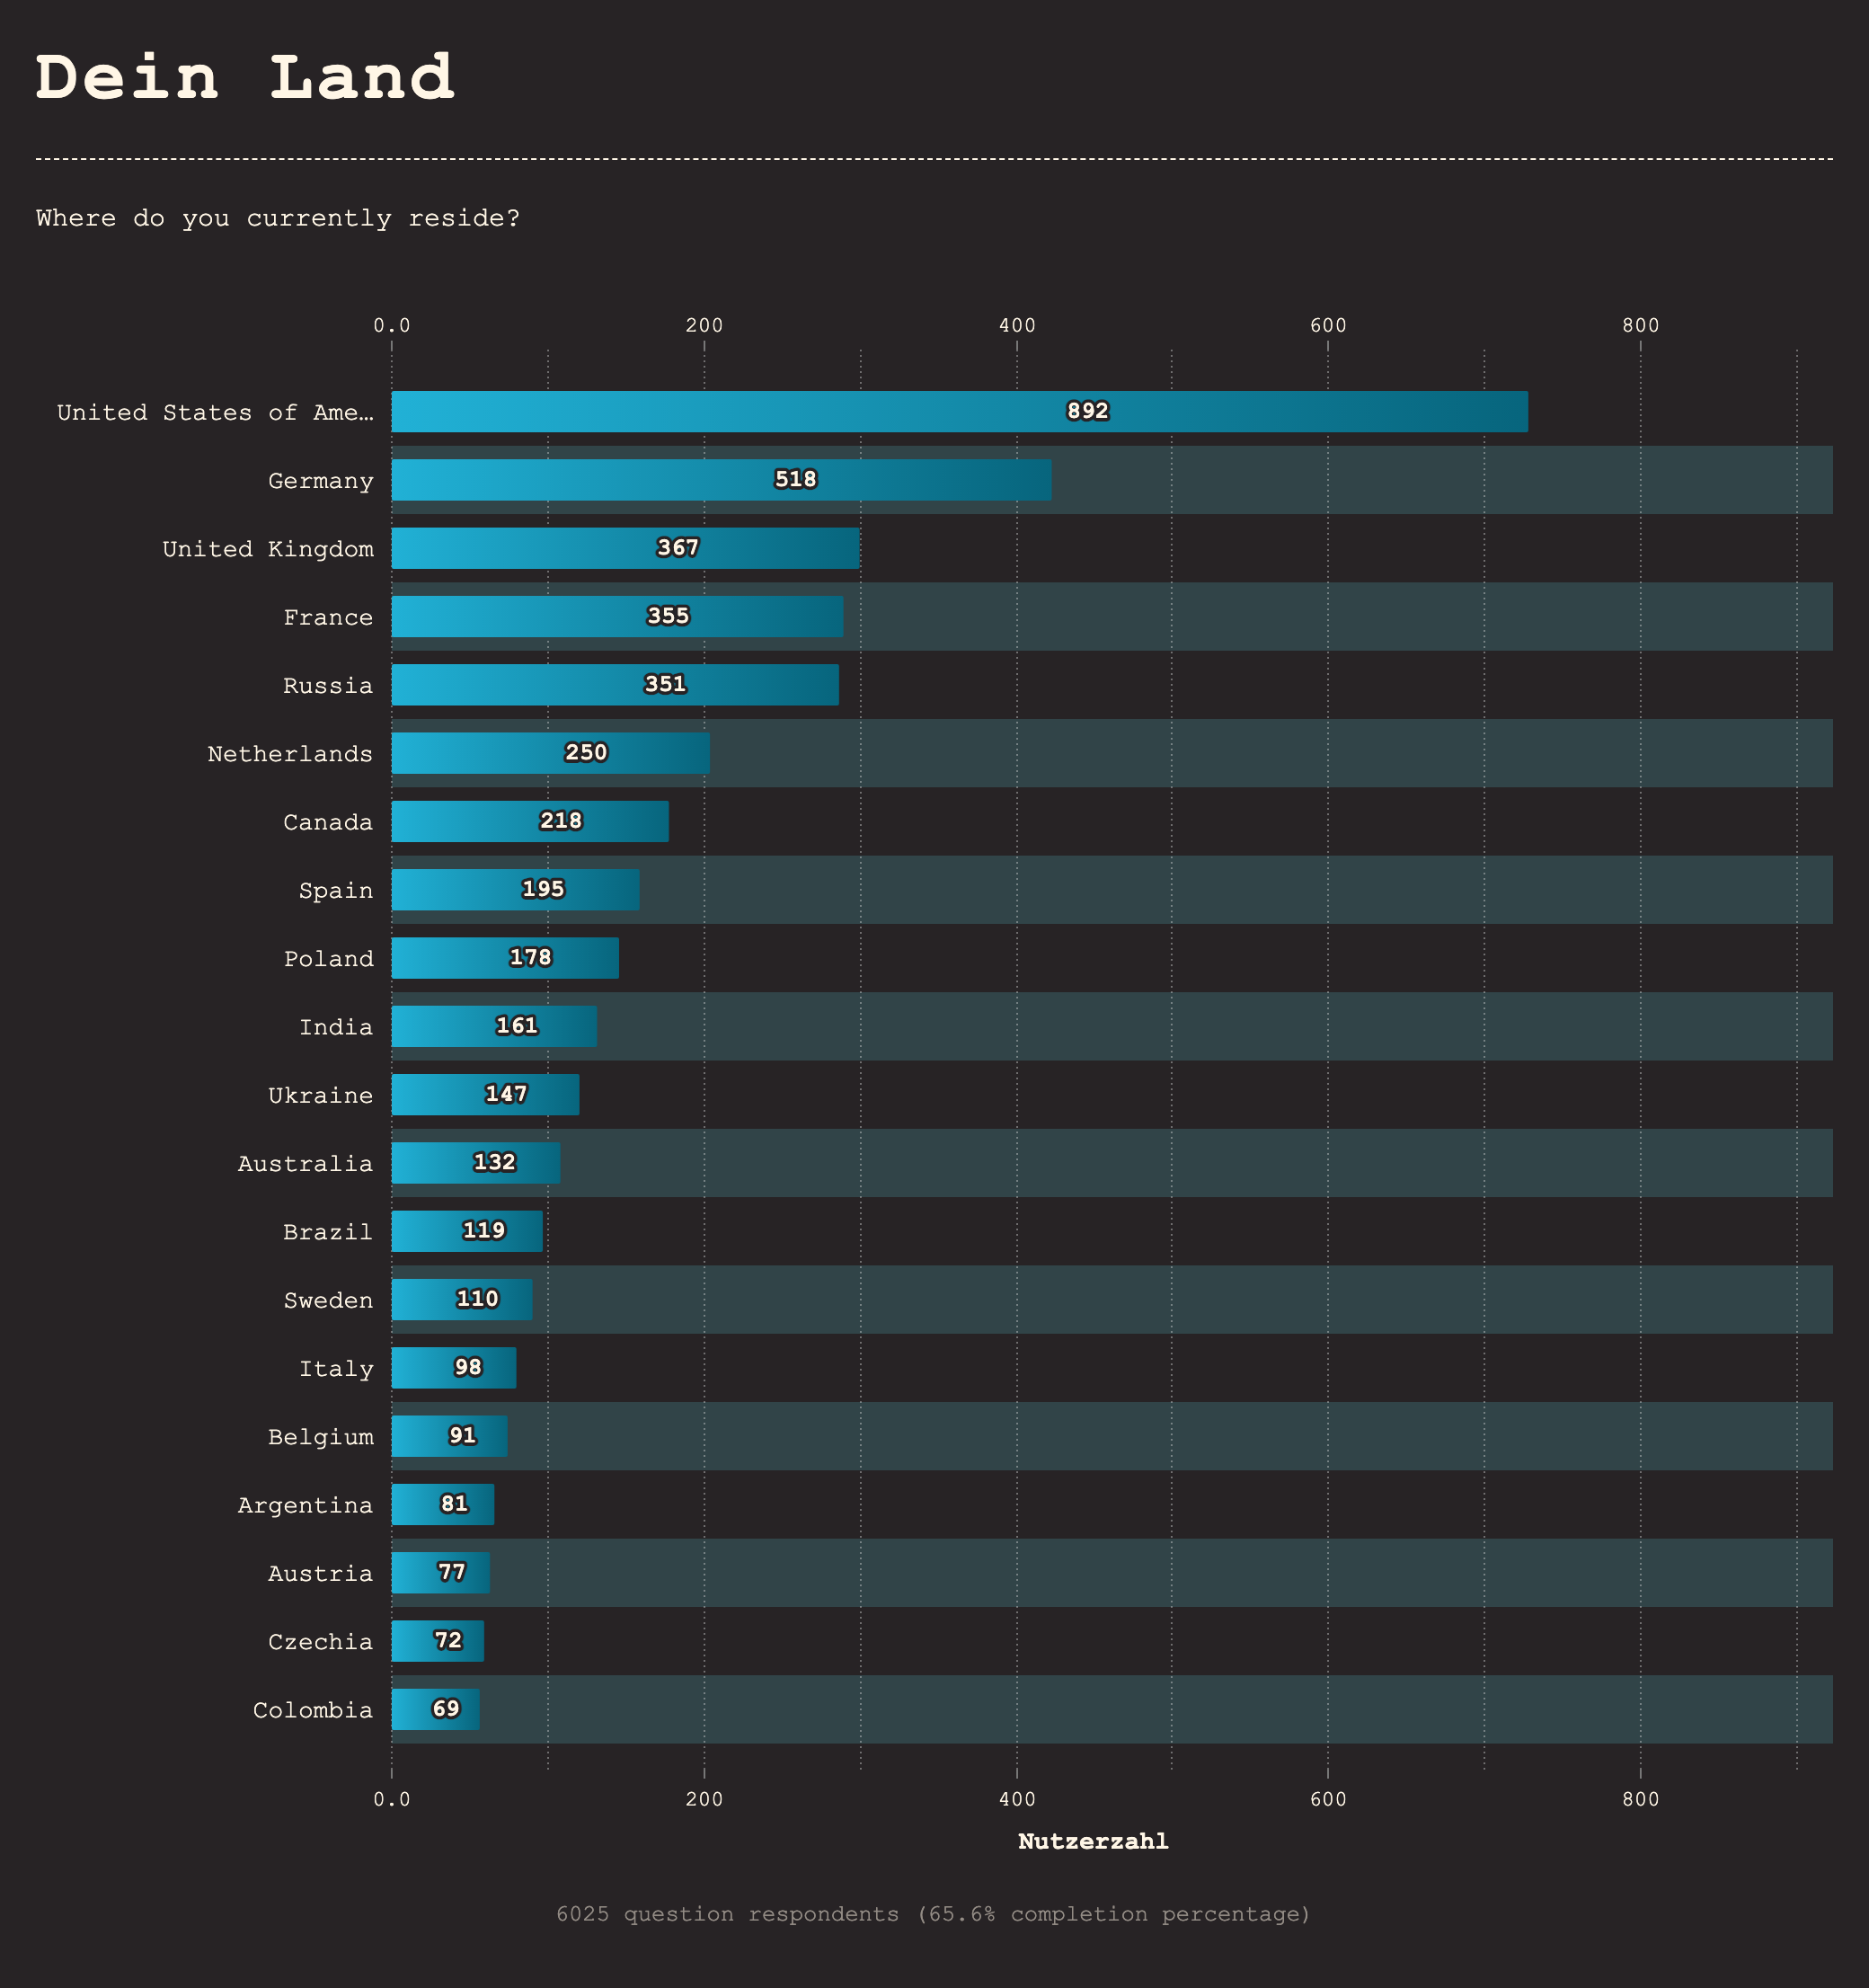 Dein Land
Where do you currently reside?
0.0 200 400 600 800
United States of Ame… 892
Germany 518
United Kingdom 367
France 355
Russia 351
Netherlands 250
Canada 218
Spain 195
Poland 178
India 161
Ukraine 147
Australia 132
Brazil 119
Sweden 110
Italy 98
Belgium 91
Argentina 81
Austria 77
Czechia 72
Colombia 69
0.0 200 400 600 800
Nutzerzahl
6025 question respondents (65.6% completion percentage)